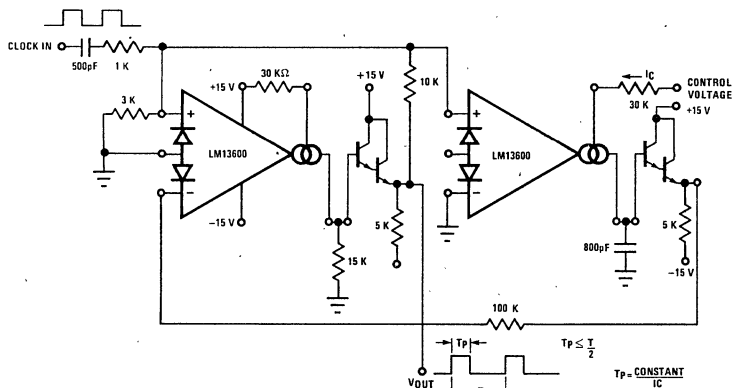 CLOCK IN
500pF
1 K
3 K
+
-
+15 V
30 KΩ
LM13600
-15 V
+15 V
10 K
5 K
15 K
+
-
LM13600
IC
30 K
CONTROL
VOLTAGE
+15 V
800pF
5 K
-15 V
100 K
VOUT
TP
TP ≤ T/2
TP = CONSTANT/IC